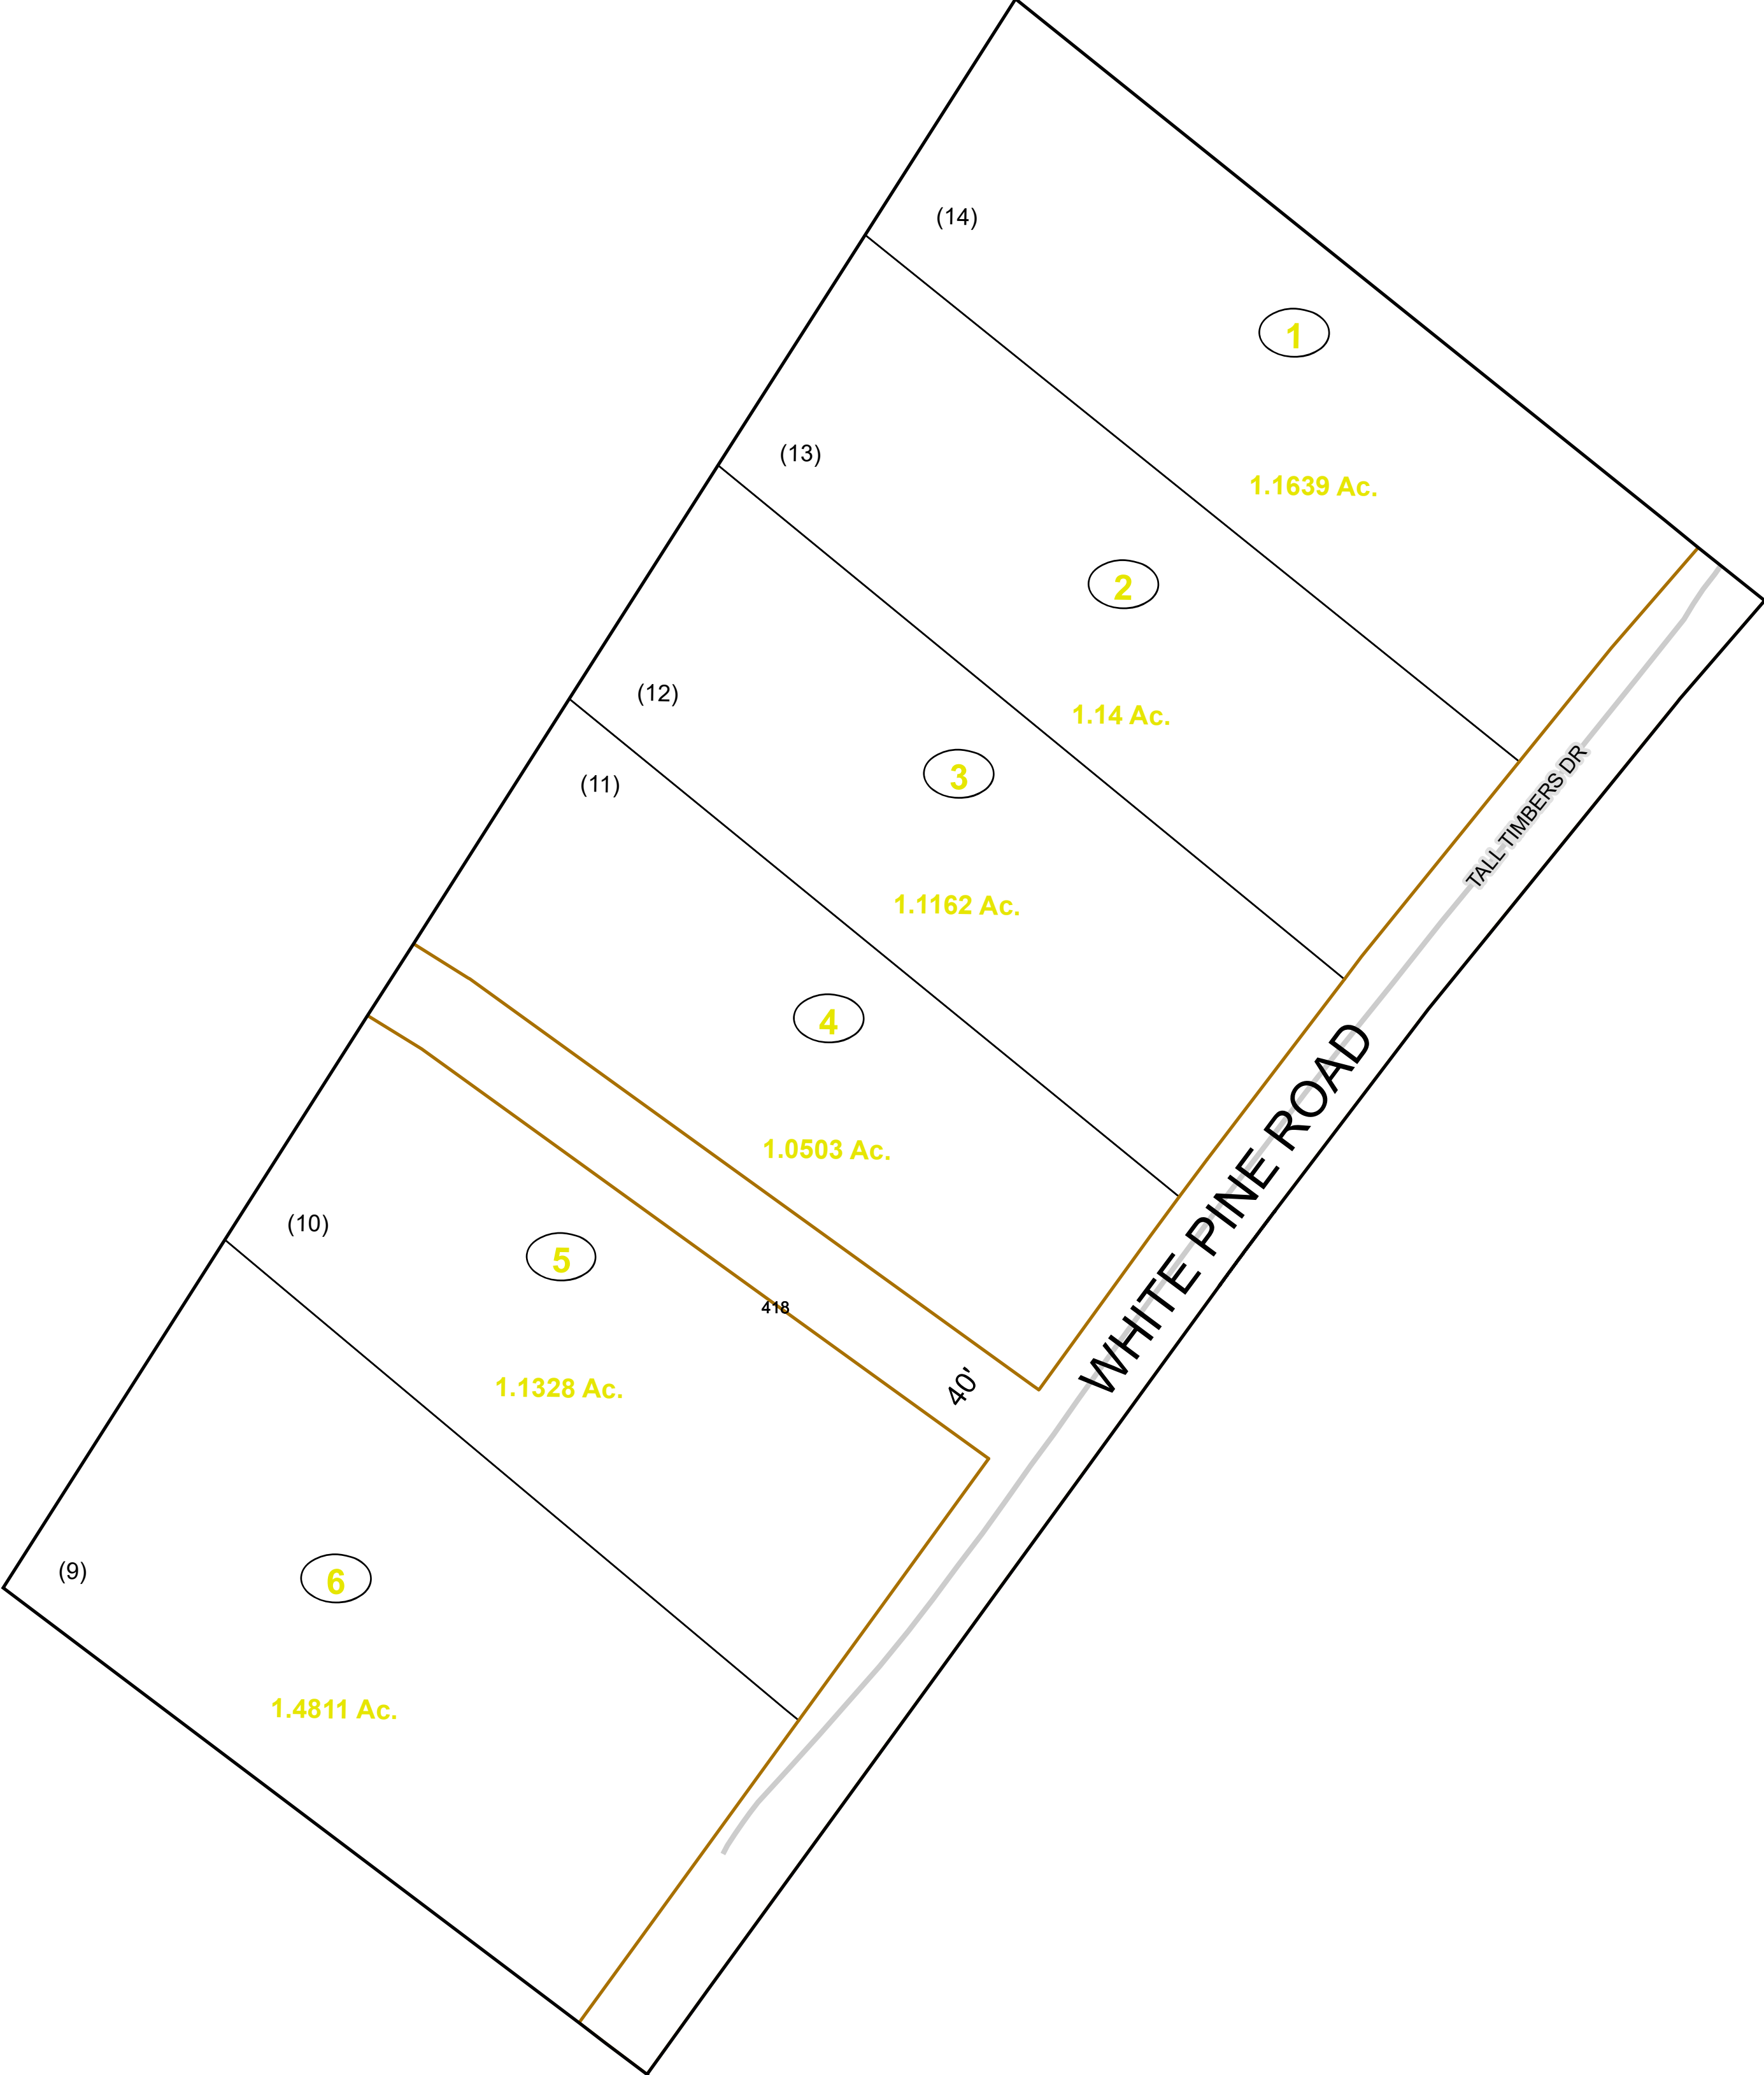 (14)
1
1.1639 Ac.
(13)
2
1.14 Ac.
(12)
3
1.1162 Ac.
(11)
4
1.0503 Ac.
TALL TIMBERS DR
WHITE PINE ROAD
40'
418
(10)
5
1.1328 Ac.
(9)
6
1.4811 Ac.